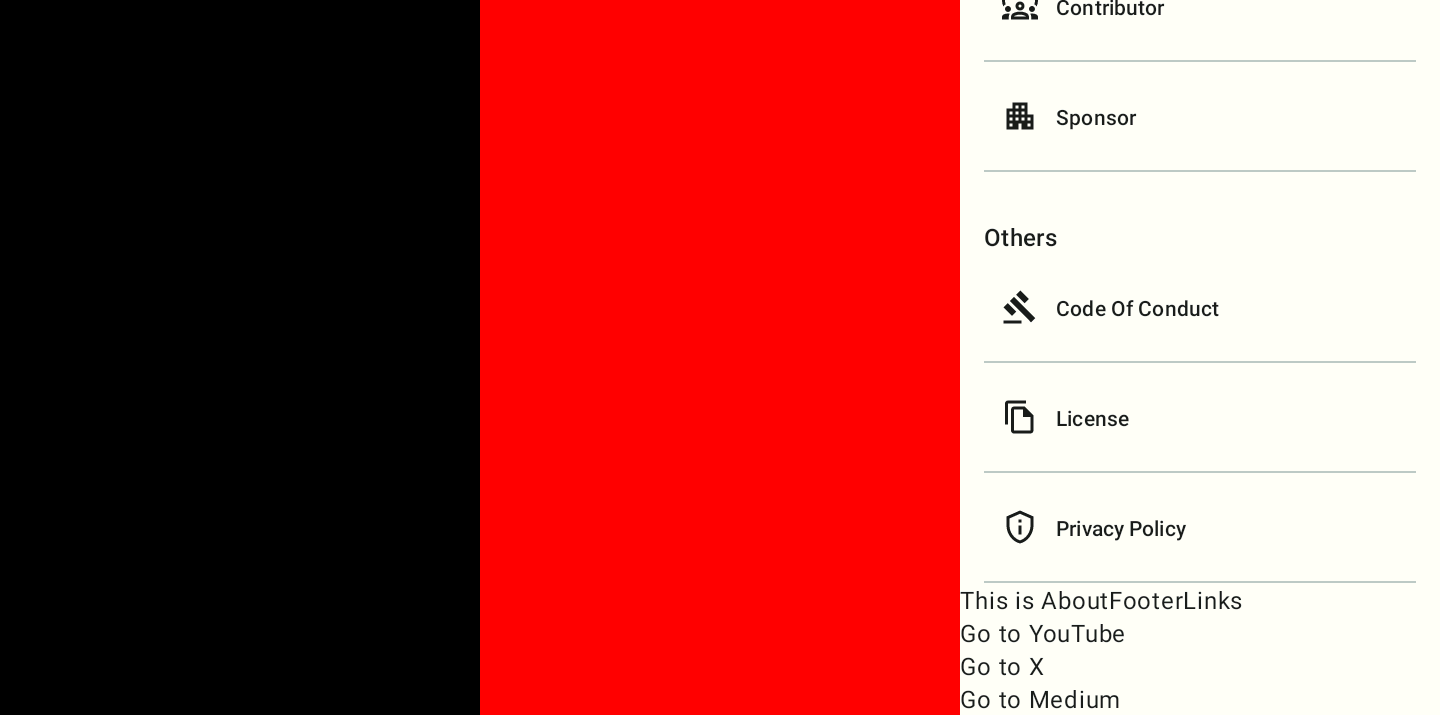 Contributor
Sponsor
Others
Code Of Conduct
License
Privacy Policy
This is AboutFooterLinks
Go to YouTube
Go to X
Go to Medium